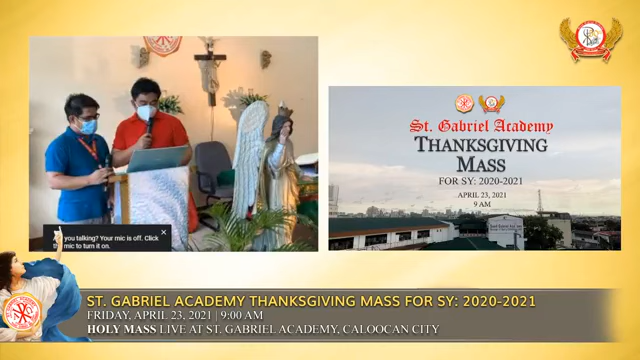 St. Gabriel Academy
THANKSGIVING
MASS
FOR SY: 2020-2021
APRIL 23, 2021
9 AM
you talking? Your mic is off. Click
mic to turn it on.
ST. GABRIEL ACADEMY THANKSGIVING MASS FOR SY: 2020-2021
FRIDAY, APRIL 23, 2021 | 9:00 AM
HOLY MASS LIVE AT ST. GABRIEL ACADEMY, CALOOCAN CITY